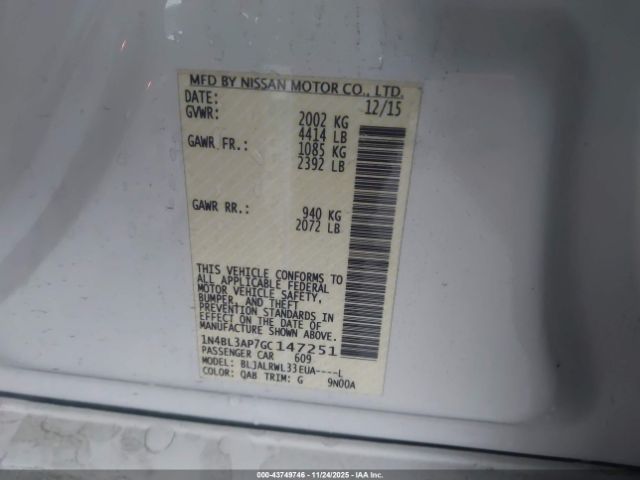 MFD BY NISSAN MOTOR CO., LTD.
DATE: 12/15
GVWR: 2002 KG
4414 LB
GAWR FR.: 1085 KG
2392 LB
GAWR RR.: 940 KG
2072 LB
THIS VEHICLE CONFORMS TO
ALL APPLICABLE FEDERAL
MOTOR VEHICLE SAFETY,
BUMPER, AND THEFT
PREVENTION STANDARDS IN
EFFECT ON THE DATE OF
MANUFACTURE SHOWN ABOVE.
1N4BL3AP7GC147251
PASSENGER CAR 609
MODEL: BLJALRWL33EUA----L
COLOR: QAB TRIM: G 9N00A
000-43749746 - 11/24/2025 - IAAI